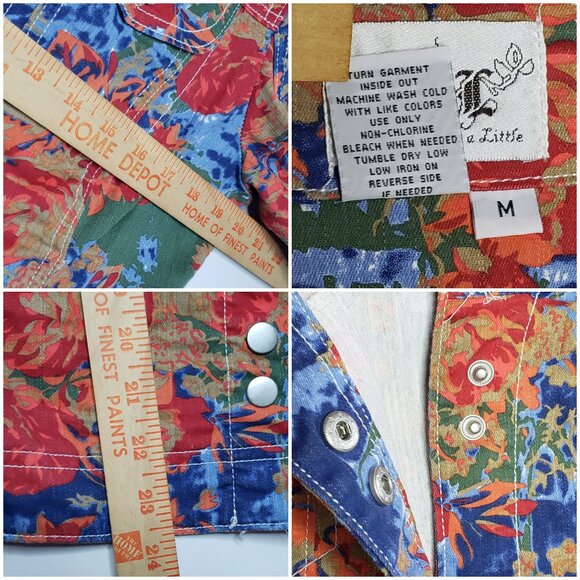 13
14
15
16
HOME DEPOT
18
19
20
21
22
HOME OF FINEST PAINTS
TURN GARMENT
INSIDE OUT
MACHINE WASH COLD
WITH LIKE COLORS
USE ONLY
NON-CHLORINE
BLEACH WHEN NEEDED
TUMBLE DRY LOW
LOW IRON ON
REVERSE SIDE
IF NEEDED
L
a Little
M
OF FINEST PAINTS
20
21
22
23
24